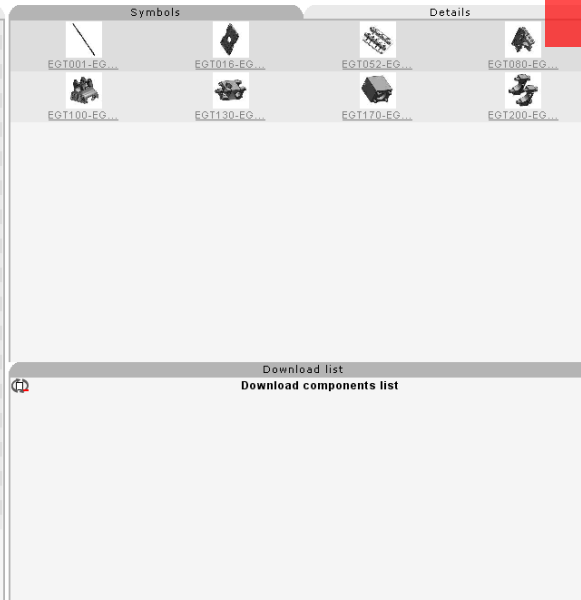 Symbols
Details
EGT001-EG...
EGT016-EG...
EGT052-EG...
EGT080-EG...
EGT100-EG...
EGT130-EG...
EGT170-EG...
EGT200-EG...
Download list
Download components list